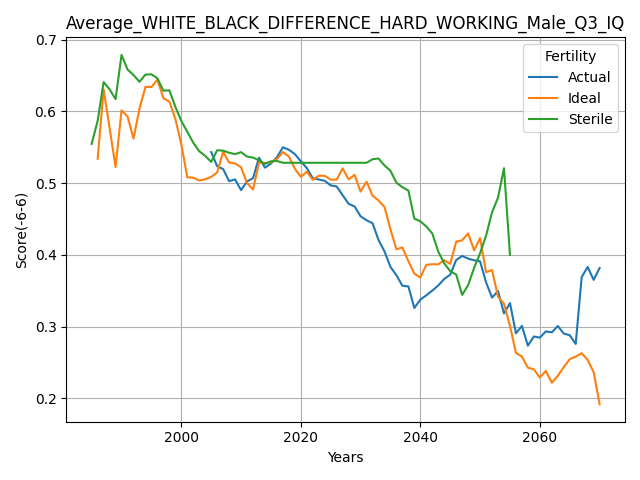 Average_WHITE_BLACK_DIFFERENCE_HARD_WORKING_Male_Q3_IQ
Fertility
Actual
Ideal
Sterile
0.7
0.6
0.5
0.4
0.3
0.2
Score(-6-6)
2000
2020
2040
2060
Years